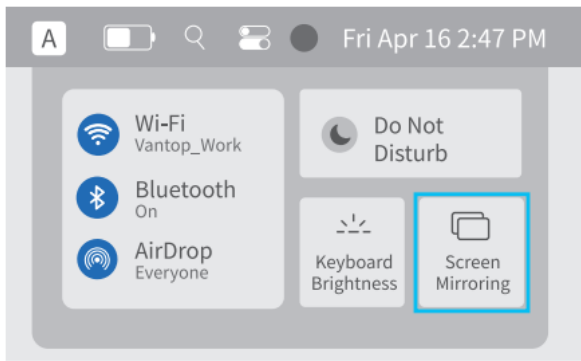 A
Fri Apr 16 2:47 PM
Wi-Fi
Vantop_Work
Bluetooth
On
AirDrop
Everyone
Do Not
Disturb
Keyboard
Brightness
Screen
Mirroring